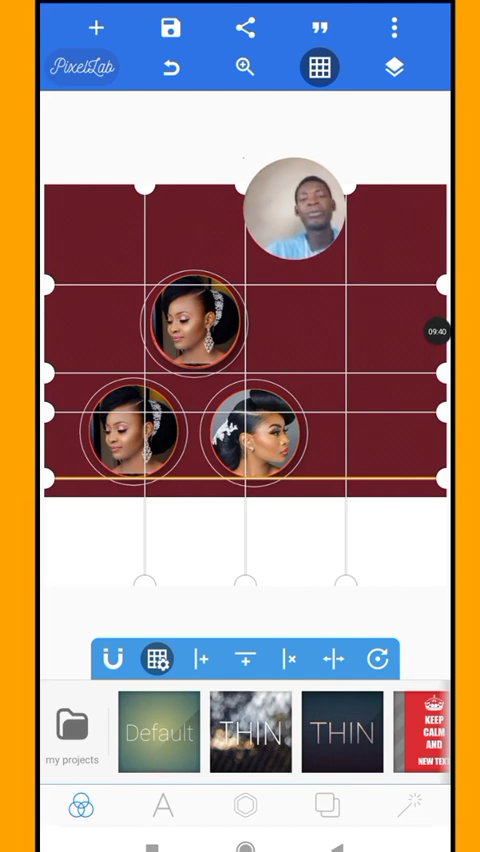 PixelLab
09:40
my projects
Default
THIN
THIN
KEEP
CALM
AND
NEW TEX
A